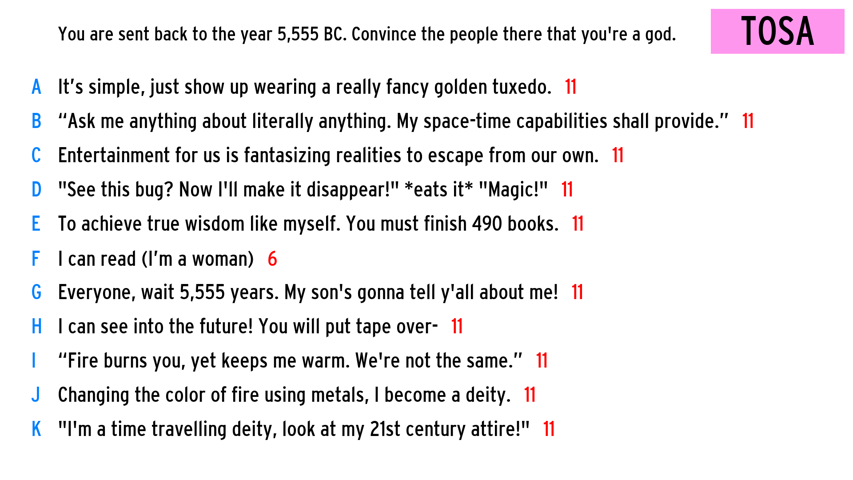 You are sent back to the year 5,555 BC. Convince the people there that you're a god.
TOSA
A It’s simple, just show up wearing a really fancy golden tuxedo. 11
B “Ask me anything about literally anything. My space-time capabilities shall provide.” 11
C Entertainment for us is fantasizing realities to escape from our own. 11
D "See this bug? Now I'll make it disappear!" *eats it* "Magic!" 11
E To achieve true wisdom like myself. You must finish 490 books. 11
F I can read (I’m a woman) 6
G Everyone, wait 5,555 years. My son's gonna tell y'all about me! 11
H I can see into the future! You will put tape over- 11
I “Fire burns you, yet keeps me warm. We're not the same.” 11
J Changing the color of fire using metals, I become a deity. 11
K "I'm a time travelling deity, look at my 21st century attire!" 11